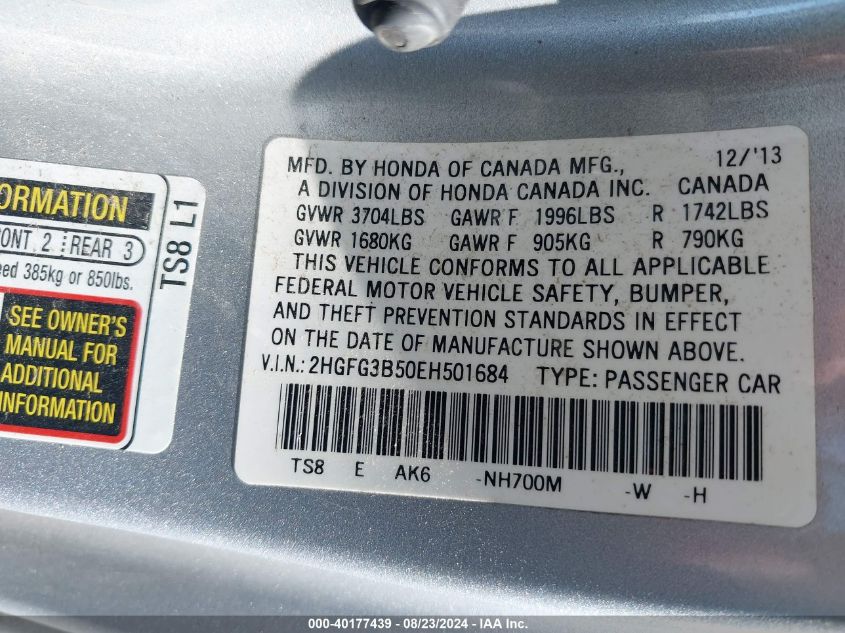 ORMATION
ONT 2 REAR 3
eed 385kg or 850lbs.
SEE OWNER'S
MANUAL FOR
ADDITIONAL
INFORMATION
TS8 L1
MFD. BY HONDA OF CANADA MFG., 12/'13
A DIVISION OF HONDA CANADA INC. CANADA
GVWR 3704LBS GAWR F 1996LBS R 1742LBS
GVWR 1680KG GAWR F 905KG R 790KG
THIS VEHICLE CONFORMS TO ALL APPLICABLE
FEDERAL MOTOR VEHICLE SAFETY, BUMPER,
AND THEFT PREVENTION STANDARDS IN EFFECT
ON THE DATE OF MANUFACTURE SHOWN ABOVE.
V.I.N.: 2HGFG3B50EH501684 TYPE: PASSENGER CAR
TS8 E AK6 -NH700M -W -H
000-40177439 - 08/23/2024 - IAA Inc.